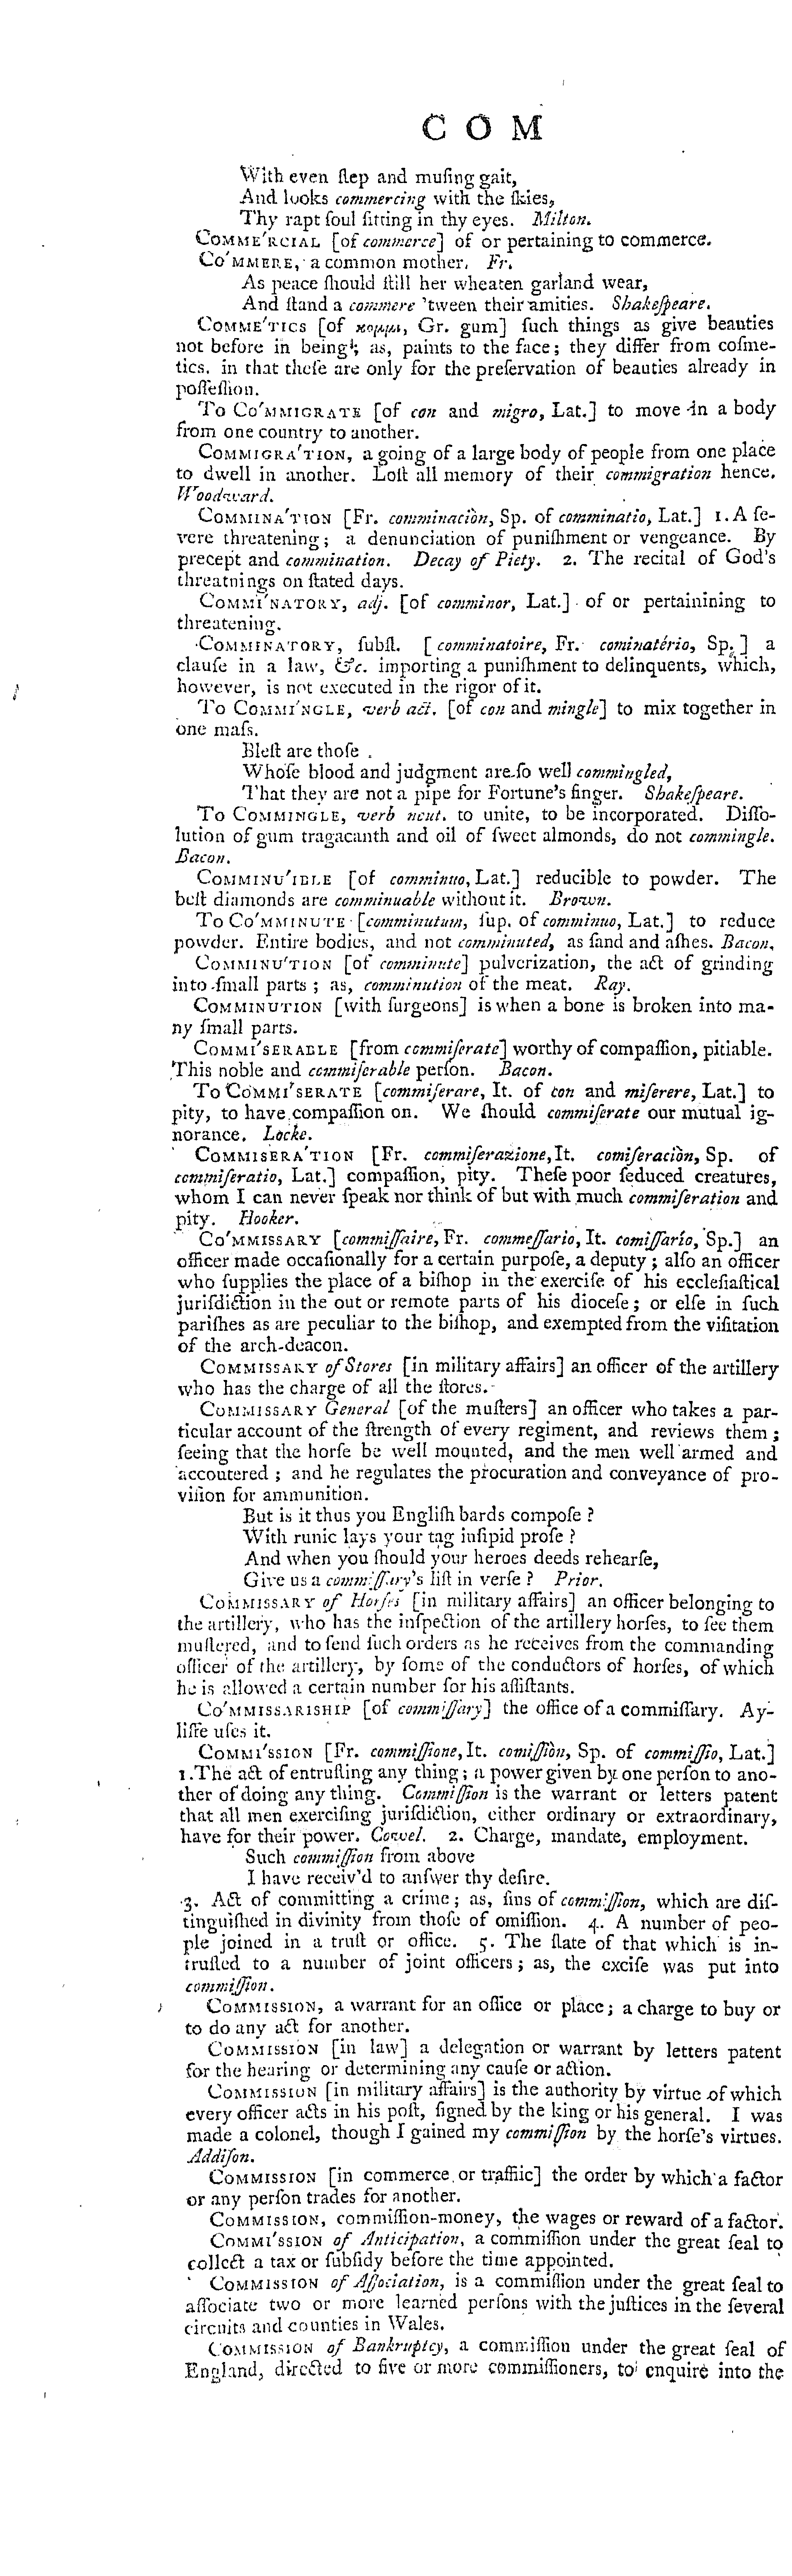 COM
With even ſtep and muſing gait,
And looks commercing with the ſkies,
Thy rapt ſoul ſitting in thy eyes. Milton.
COMME'RCIAL [of commerce] of or pertaining to commerce.
CO'MMERE, a common mother. Fr.
As peace ſhould ſtill her wheaten garland wear,
And ſtand a commere 'tween their amities. Shakeſpeare.
COMME'TICS [of κομμι, Gr. gum] ſuch things as give beauties
not before in being; as, paints to the face; they differ from coſme-
tics. in that theſe are only for the preſervation of beauties already in
poſſeſſion.
To CO'MMIGRATE [of con and migro, Lat.] to move in a body
from one country to another.
COMMIGRA'TION, a going of a large body of people from one place
to dwell in another. Loſt all memory of their commigration hence.
Woodward.
COMMINA'TION [Fr. comminaciòn, Sp. of comminatio, Lat.] 1. A ſe-
vere threatening; a denunciation of puniſhment or vengeance. By
precept and commination. Decay of Piety. 2. The recital of God's
threatnings on ſtated days.
COMMI'NATORY, adj. [of comminor, Lat.] of or pertainining to
threatening.
COMMINATORY, ſubſt. [comminatoire, Fr. cominatério, Sp.] a
clauſe in a law, &c. importing a puniſhment to delinquents, which,
however, is not executed in the rigor of it.
To COMMI'NGLE, verb act. [of con and mingle] to mix together in
one maſs.
Bleſt are thoſe
Whoſe blood and judgment are ſo well commingled,
That they are not a pipe for Fortune's finger. Shakeſpeare.
To COMMINGLE, verb neut. to unite, to be incorporated. Diſſo-
lution of gum tragacanth and oil of ſweet almonds, do not commingle.
Bacon.
COMMINU'IBLE [of comminuo, Lat.] reducible to powder. The
beſt diamonds are comminuable without it. Brown.
To CO'MMINUTE [comminutum, ſup. of comminuo, Lat.] to reduce
powder. Entire bodies, and not comminuted, as ſand and aſhes. Bacon.
COMMINU'TION [of comminute] pulverization, the act of grinding
into ſmall parts; as, comminution of the meat. Ray.
COMMINUTION [with ſurgeons] is when a bone is broken into ma-
ny ſmall parts.
COMMI'SERABLE [from commiſerate] worthy of compaſſion, pitiable.
This noble and commiſerable perſon. Bacon.
To COMMI'SERATE [commiſerare, It. of con and miſerere, Lat.] to
pity, to have compaſſion on. We ſhould commiſerate our mutual ig-
norance. Locke.
COMMISERA'TION [Fr. commiſerazione, It. comiſeraciòn, Sp. of
commiſeratio, Lat.] compaſſion, pity. Theſe poor ſeduced creatures,
whom I can never ſpeak nor think of but with much commiſeration and
pity. Hooker.
CO'MMISSARY [commiſſaire, Fr. commeſſario, It. comiſſarío, Sp.] an
officer made occaſionally for a certain purpoſe, a deputy; alſo an officer
who ſupplies the place of a biſhop in the exerciſe of his eccleſiaſtical
juriſdiction in the out or remote parts of his dioceſe; or elſe in ſuch
pariſhes as are peculiar to the biſhop, and exempted from the viſitation
of the arch-deacon.
COMMISSARY of Stores [in military affairs] an officer of the artillery
who has the charge of all the ſtores.
COMMISSARY General [of the muſters] an officer who takes a par-
ticular account of the ſtrength of every regiment, and reviews them;
ſeeing that the horſe be well mounted, and the men well armed and
accoutered; and he regulates the procuration and conveyance of pro-
viſion for ammunition.
But is it thus you Engliſh bards compoſe?
With runic lays your tag inſipid proſe?
And when you ſhould your heroes deeds rehearſe,
Give us a commiſſary's liſt in verſe? Prior.
COMMISSARY of Horſes [in military affairs] an officer belonging to
the artillery, who has the inſpection of the artillery horſes, to ſee them
muſtered, and to ſend ſuch orders as he receives from the commanding
officer of the artillery, by ſome of the conductors of horſes, of which
he is allowed a certain number for his aſſiſtants.
CO'MMISSARISHIP [of commiſſary] the office of a commiſſary. Ay-
liffe uſes it.
COMMI'SSION [Fr. commiſſione, It. comiſſiòn, Sp. of commiſſio, Lat.]
1. The act of entruſting any thing; a power given by one perſon to ano-
ther of doing any thing. Commiſſion is the warrant or letters patent
that all men exerciſing juriſdiction, either ordinary or extraordinary,
have for their power. Cowel. 2. Charge, mandate, employment.
Such commiſſion from above
I have receiv'd to anſwer thy deſire.
3. Act of committing a crime; as, ſins of commiſſion, which are diſ-
tinguiſhed in divinity from thoſe of omiſſion. 4. A number of peo-
ple joined in a truſt or office. 5. The ſtate of that which is in-
truſted to a number of joint officers; as, the exciſe was put into
commiſſion.
COMMISSION, a warrant for an office or place; a charge to buy or
to do any act for another.
COMMISSION [in law] a delegation or warrant by letters patent
for the hearing or determining any cauſe or action.
COMMISSION [in military affairs] is the authority by virtue of which
every officer acts in his poſt, ſigned by the king or his general. I was
made a colonel, though I gained my commiſſion by the horſe's virtues.
Addiſon.
COMMISSION [in commerce or traffiic] the order by which a factor
or any perſon trades for another.
COMMISSION, commiſſion-money, the wages or reward of a factor.
COMMI'SSION of Anticipation, a commiſſion under the great ſeal to
collect a tax or ſubſidy before the time appointed.
COMMISSION of Aſſociation, is a commiſſion under the great ſeal to
aſſociate two or more learned perſons with the juſtices in the ſeveral
circuits and counties in Wales.
COMMISSION of Bankruptcy, a commiſſion under the great ſeal of
England, directed to five or more commiſſioners, to enquire into the